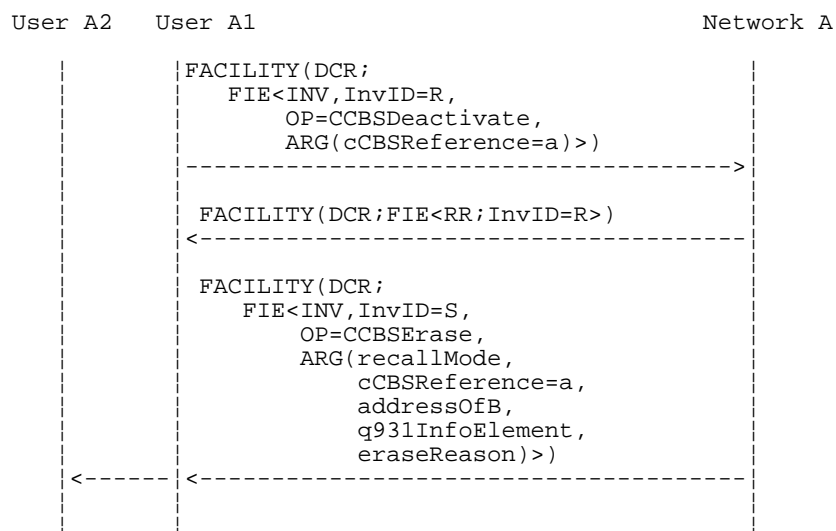 User A2 User A1 Network A
FACILITY(DCR;
FIE<INV,InvID=R,
OP=CCBSDeactivate,
ARG(cCBSReference=a)>)
FACILITY(DCR;FIE<RR;InvID=R>)
FACILITY(DCR;
FIE<INV,InvID=S,
OP=CCBSErase,
ARG(recallMode,
cCBSReference=a,
addressOfB,
q931InfoElement,
eraseReason)>)